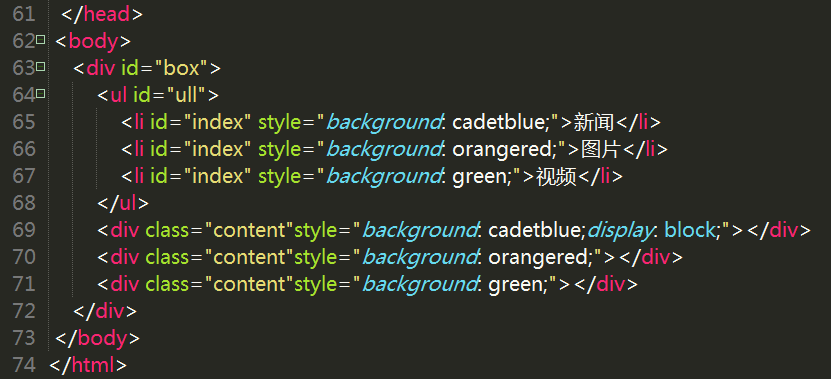 61 </head>
62 <body>
63 <div id="box">
64 <ul id="ull">
65 <li id="index" style="background: cadetblue;">新闻</li>
66 <li id="index" style="background: orangered;">图片</li>
67 <li id="index" style="background: green;">视频</li>
68 </ul>
69 <div class="content"style="background: cadetblue;display: block;"></div>
70 <div class="content"style="background: orangered;"></div>
71 <div class="content"style="background: green;"></div>
72 </div>
73 </body>
74 </html>